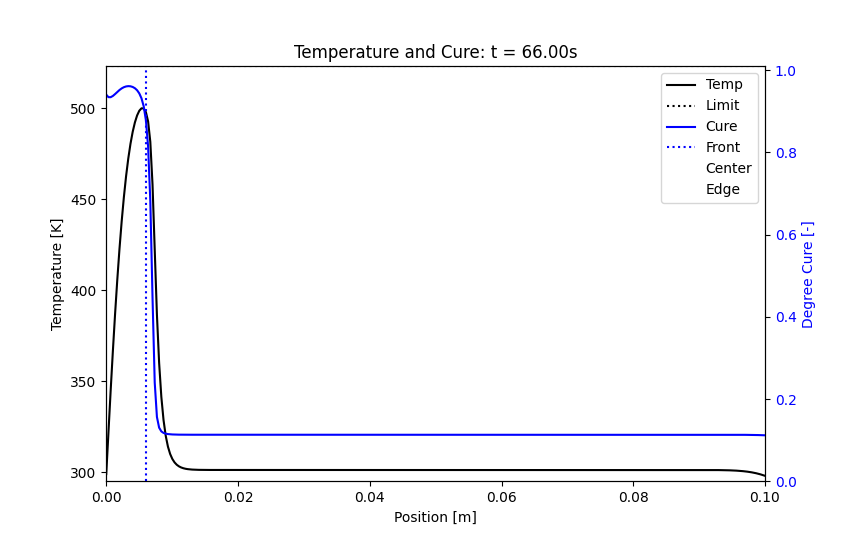 Temperature and Cure: t = 66.00s
Temp
Limit
Cure
Front
Center
Edge
500
450
400
350
300
Temperature [K]
1.0
0.8
0.6
0.4
0.2
0.0
Degree Cure [-]
0.00
0.02
0.04
0.06
0.08
0.10
Position [m]